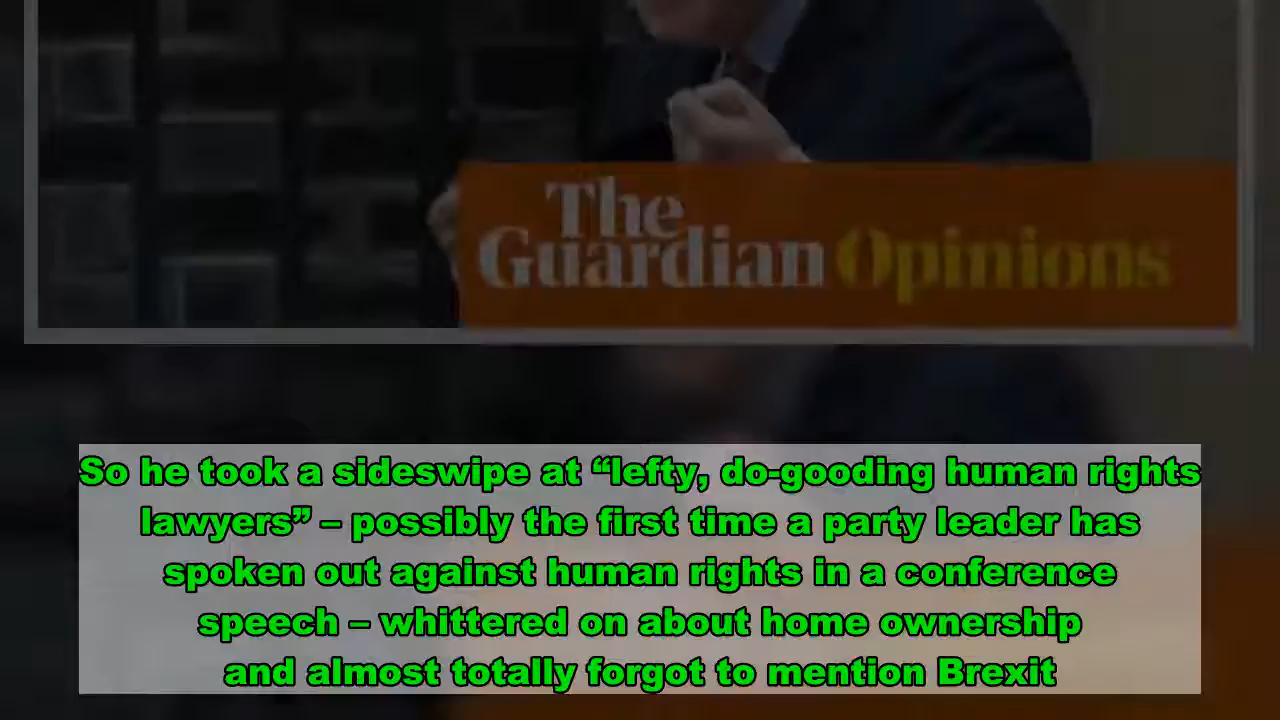 The
Guardian Opinions
So he took a sideswipe at “lefty, do-gooding human rights
lawyers” – possibly the first time a party leader has
spoken out against human rights in a conference
speech – whittered on about home ownership
and almost totally forgot to mention Brexit